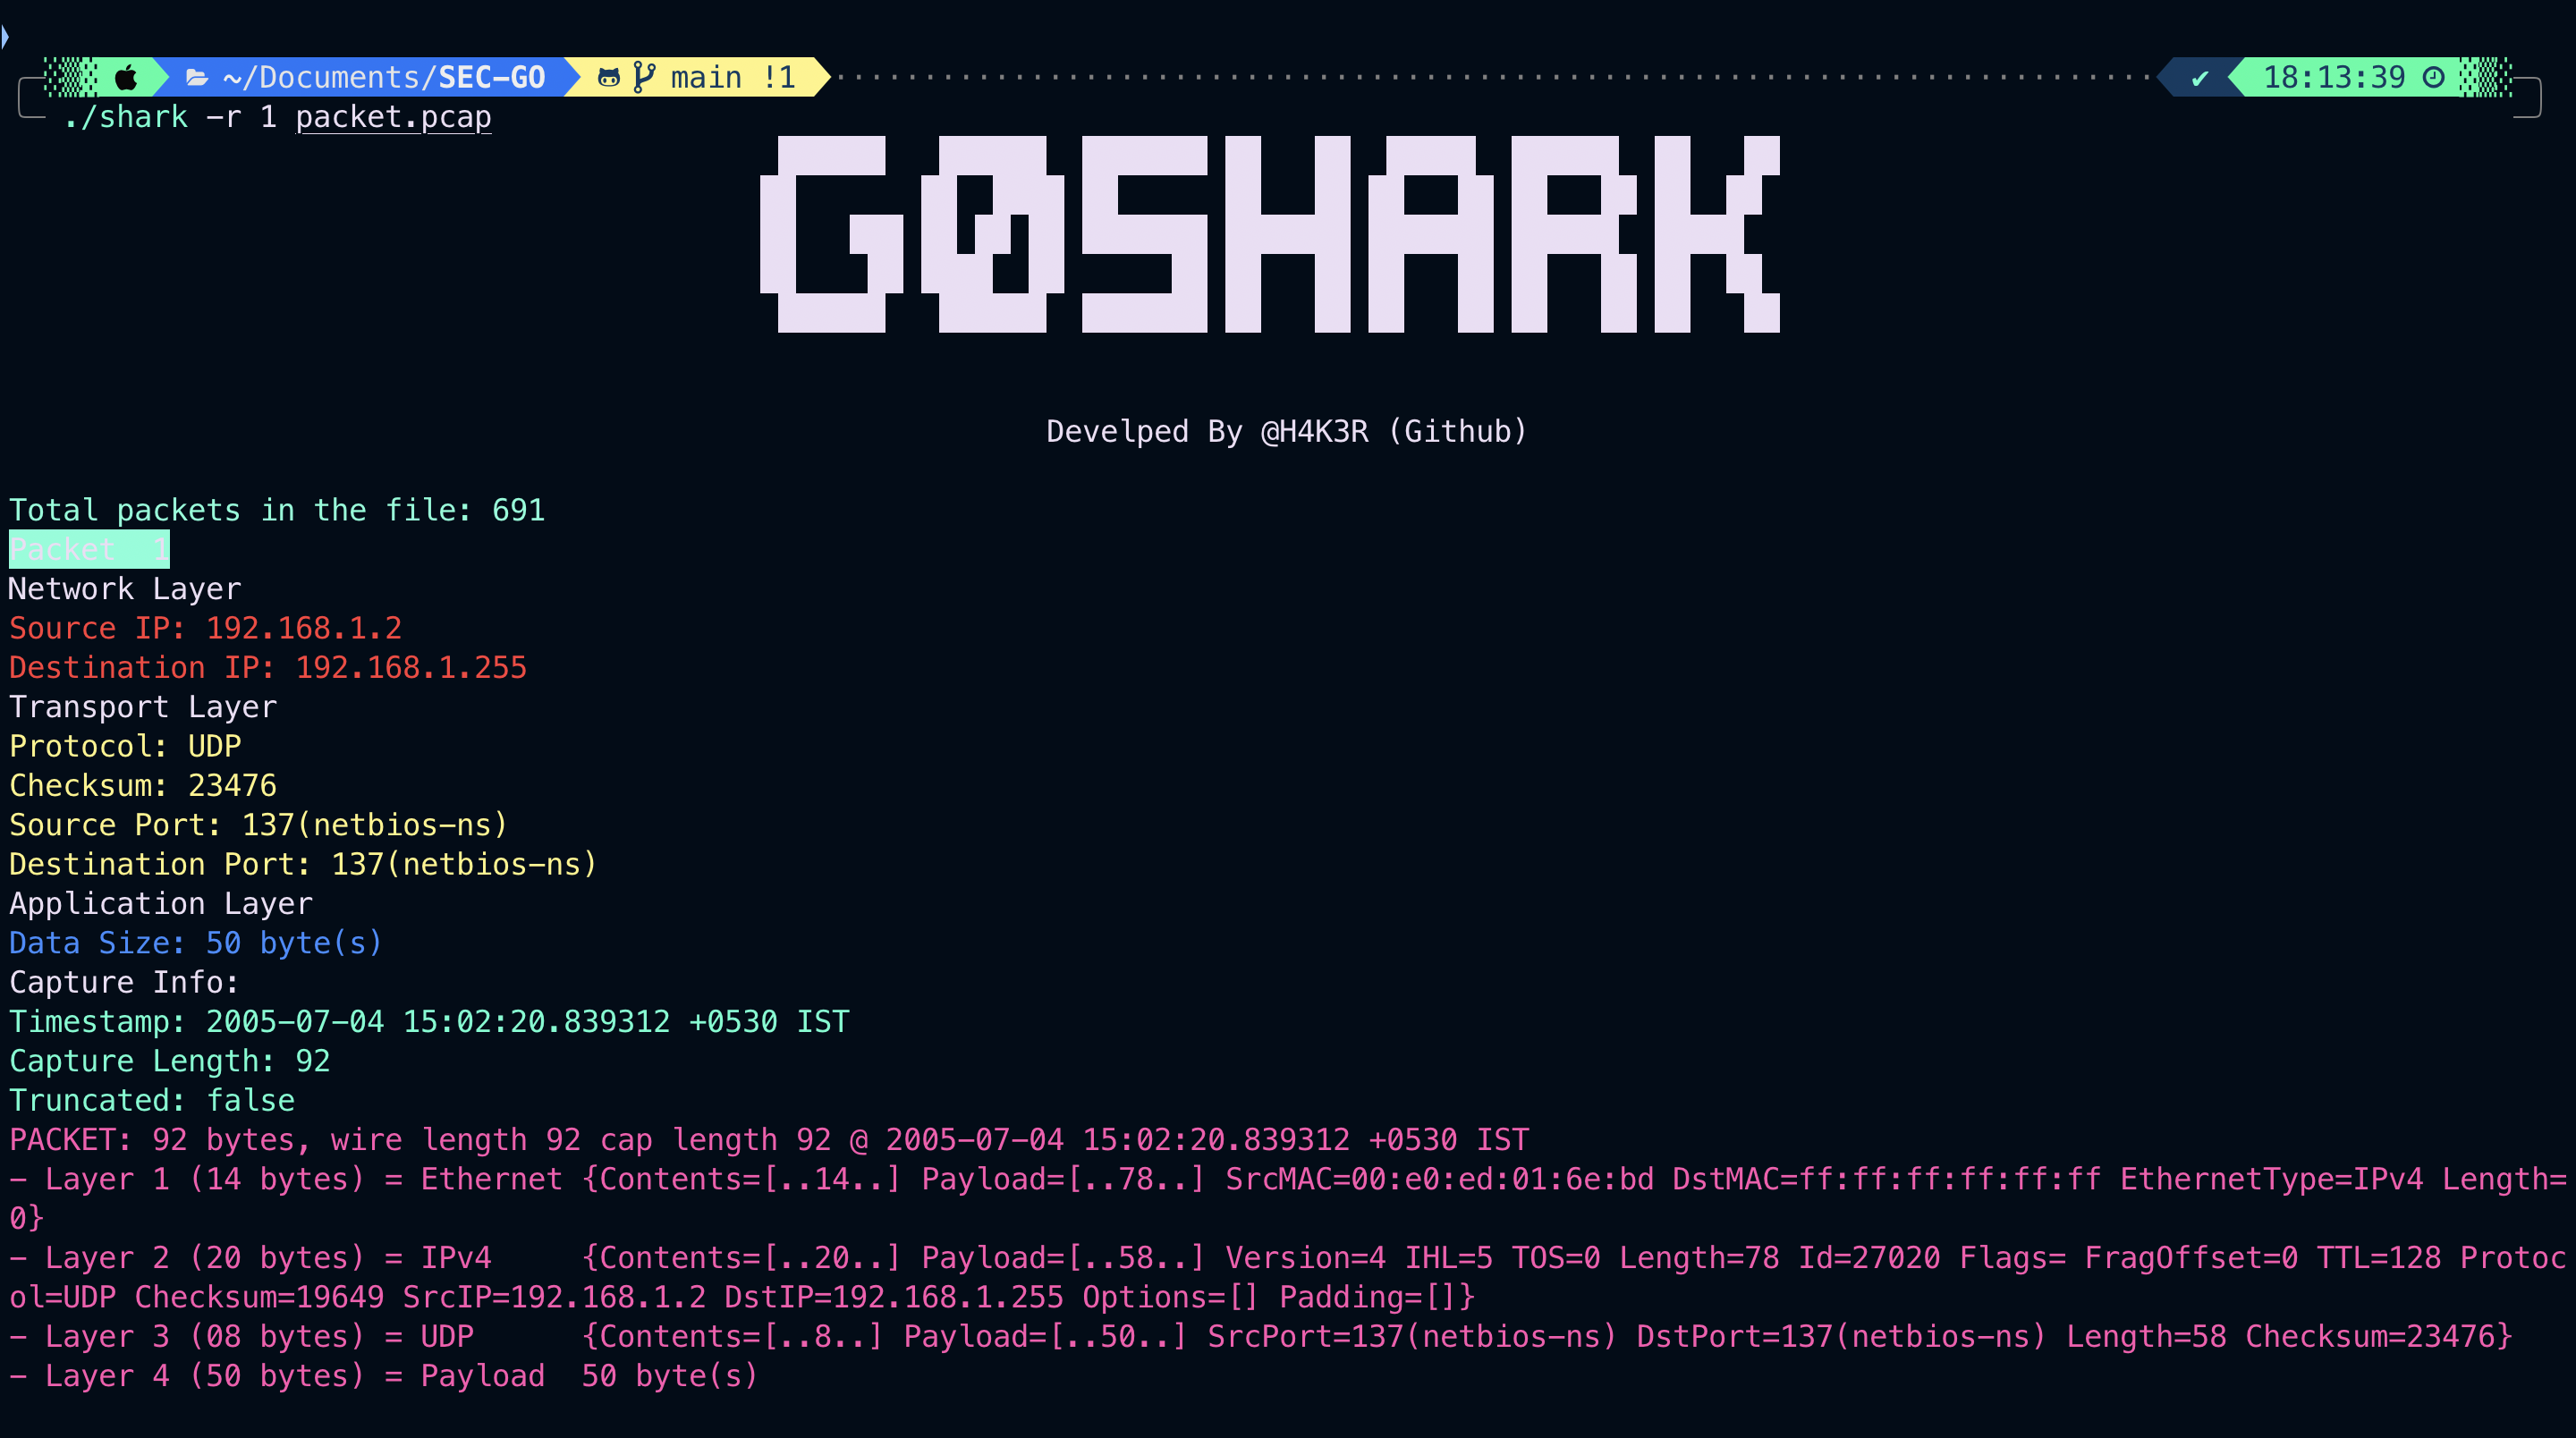 ~/Documents/SEC-GO main !1 ✔ 18:13:39
./shark -r 1 packet.pcap
G0SHARK
Develped By @H4K3R (Github)
Total packets in the file: 691
Packet  1
Network Layer
Source IP: 192.168.1.2
Destination IP: 192.168.1.255
Transport Layer
Protocol: UDP
Checksum: 23476
Source Port: 137(netbios-ns)
Destination Port: 137(netbios-ns)
Application Layer
Data Size: 50 byte(s)
Capture Info:
Timestamp: 2005-07-04 15:02:20.839312 +0530 IST
Capture Length: 92
Truncated: false
PACKET: 92 bytes, wire length 92 cap length 92 @ 2005-07-04 15:02:20.839312 +0530 IST
- Layer 1 (14 bytes) = Ethernet {Contents=[..14..] Payload=[..78..] SrcMAC=00:e0:ed:01:6e:bd DstMAC=ff:ff:ff:ff:ff:ff EthernetType=IPv4 Length=
0}
- Layer 2 (20 bytes) = IPv4     {Contents=[..20..] Payload=[..58..] Version=4 IHL=5 TOS=0 Length=78 Id=27020 Flags= FragOffset=0 TTL=128 Protoc
ol=UDP Checksum=19649 SrcIP=192.168.1.2 DstIP=192.168.1.255 Options=[] Padding=[]}
- Layer 3 (08 bytes) = UDP      {Contents=[..8..] Payload=[..50..] SrcPort=137(netbios-ns) DstPort=137(netbios-ns) Length=58 Checksum=23476}
- Layer 4 (50 bytes) = Payload  50 byte(s)